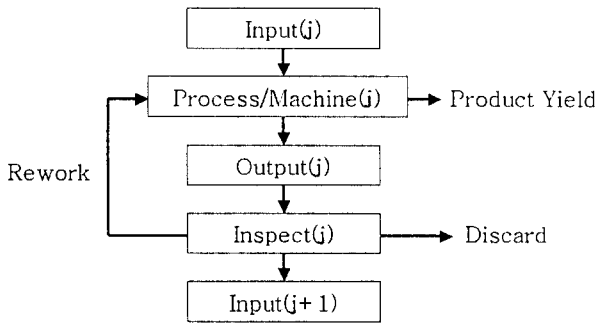 Input(j)
Process/Machine(j)
Product Yield
Output(j)
Rework
Inspect(j)
Discard
Input(j+1)